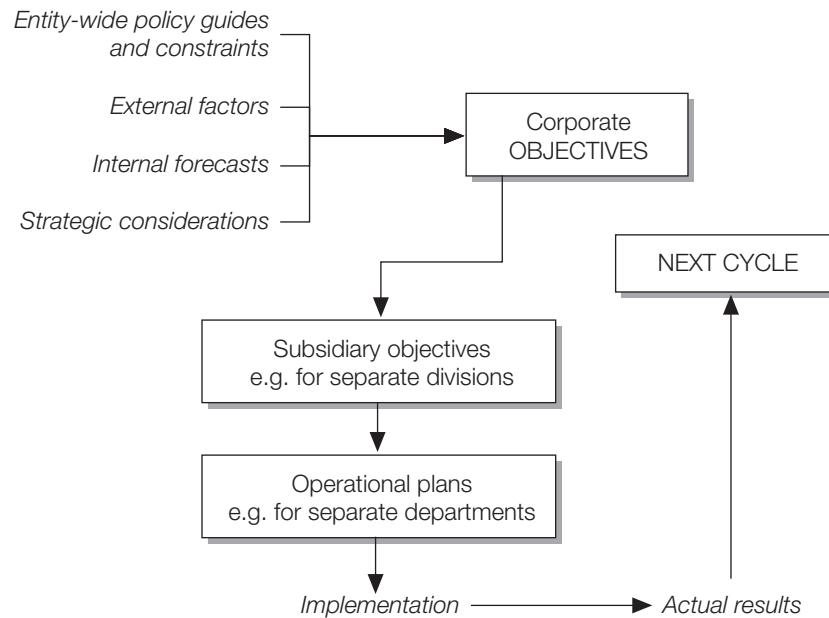 Entity-wide policy guides
and constraints
External factors
Internal forecasts
Strategic considerations
Corporate
OBJECTIVES
NEXT CYCLE
Subsidiary objectives
e.g. for separate divisions
Operational plans
e.g. for separate departments
Implementation
Actual results